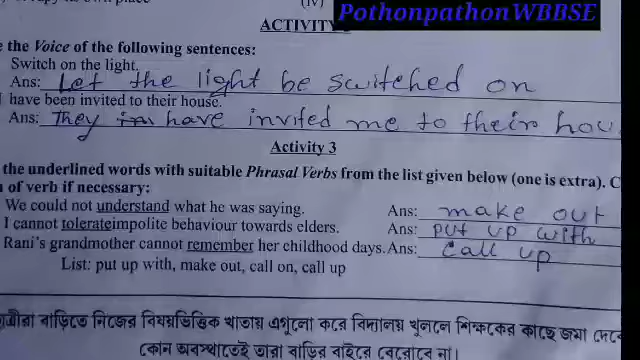 (iv)
PothonpathonWBBSE
ACTIVITY
the Voice of the following sentences:
Switch on the light.
Ans: Let the light be switched on
I have been invited to their house.
Ans: They have invited me to their hou
Activity 3
the underlined words with suitable Phrasal Verbs from the list given below (one is extra). C
of verb if necessary:
We could not understand what he was saying. Ans: make out
I cannot tolerateimpolite behaviour towards elders. Ans: put up with
Rani's grandmother cannot remember her childhood days. Ans: call up
List: put up with, make out, call on, call up
বাড়িতে নিজের বিষয়ভিত্তিক খাতায় এগুলো করে বিদ্যালয় খুললে শিক্ষকের কাছে জমা দেবে
কোন অবস্থাতেই তারা বাড়ির বাইরে বেরোবে না।